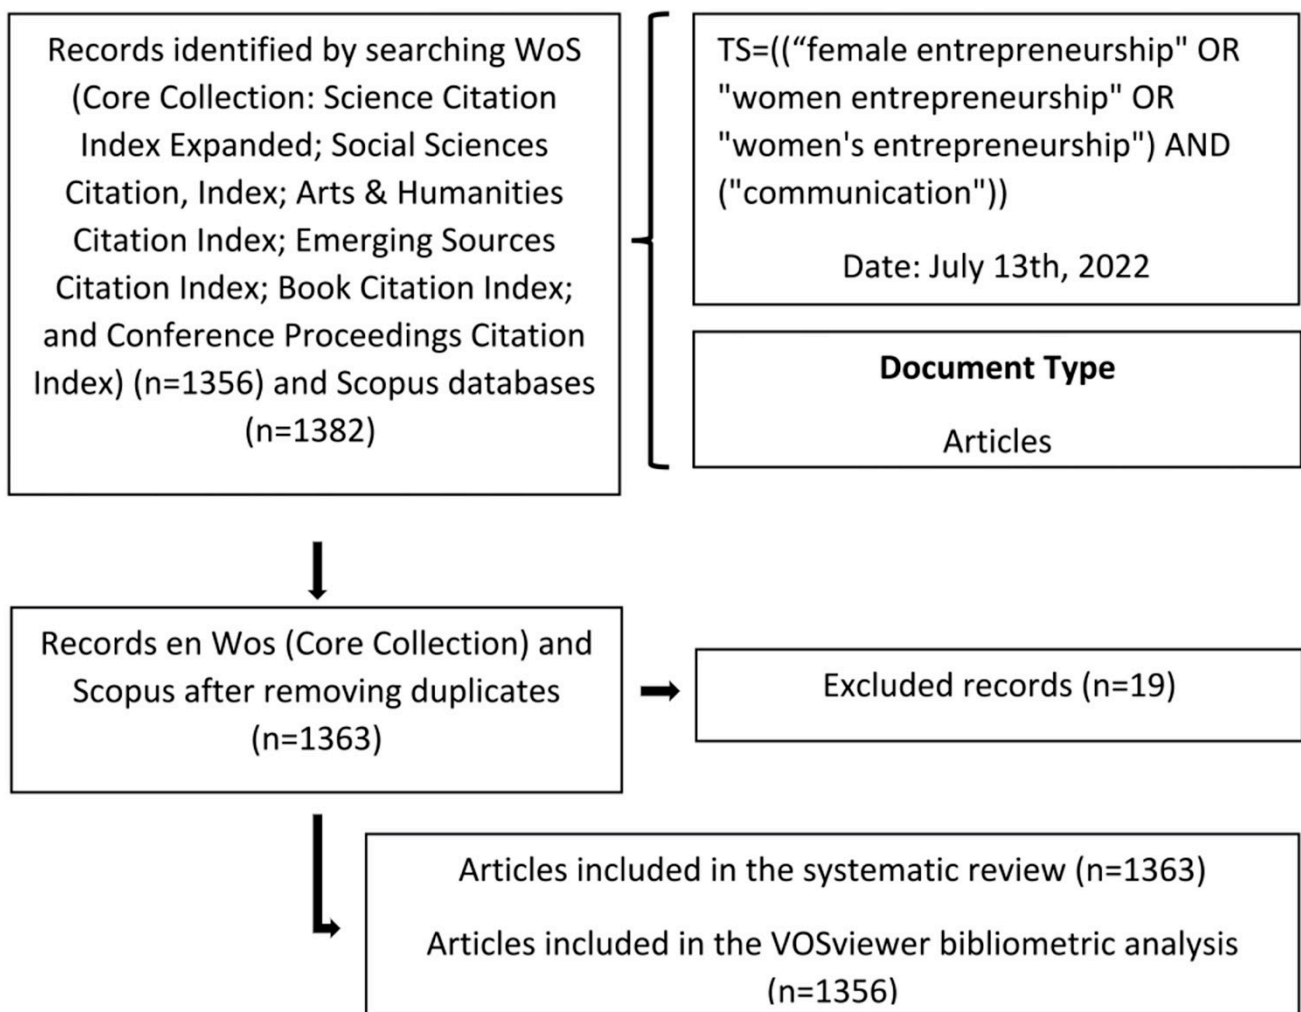 Records identified by searching WoS
(Core Collection: Science Citation
Index Expanded; Social Sciences
Citation, Index; Arts & Humanities
Citation Index; Emerging Sources
Citation Index; Book Citation Index;
and Conference Proceedings Citation
Index) (n=1356) and Scopus databases
(n=1382)
TS=((“female entrepreneurship" OR
"women entrepreneurship" OR
"women's entrepreneurship") AND
("communication"))
Date: July 13th, 2022
Document Type
Articles
Records en Wos (Core Collection) and
Scopus after removing duplicates
(n=1363)
Excluded records (n=19)
Articles included in the systematic review (n=1363)
Articles included in the VOSviewer bibliometric analysis
(n=1356)